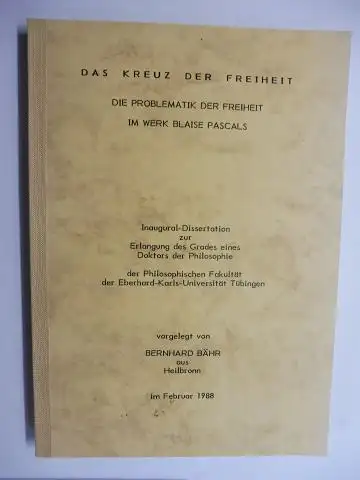 DAS KREUZ DER FREIHEIT
DIE PROBLEMATIK DER FREIHEIT
IM WERK BLAISE PASCALS
Inaugural-Dissertation
zur
Erlangung des Grades eines
Doktors der Philosophie
der Philosophischen Fakultät
der Eberhard-Karls-Universität Tübingen
vorgelegt von
BERNHARD BÄHR
aus
Heilbronn
im Februar 1988